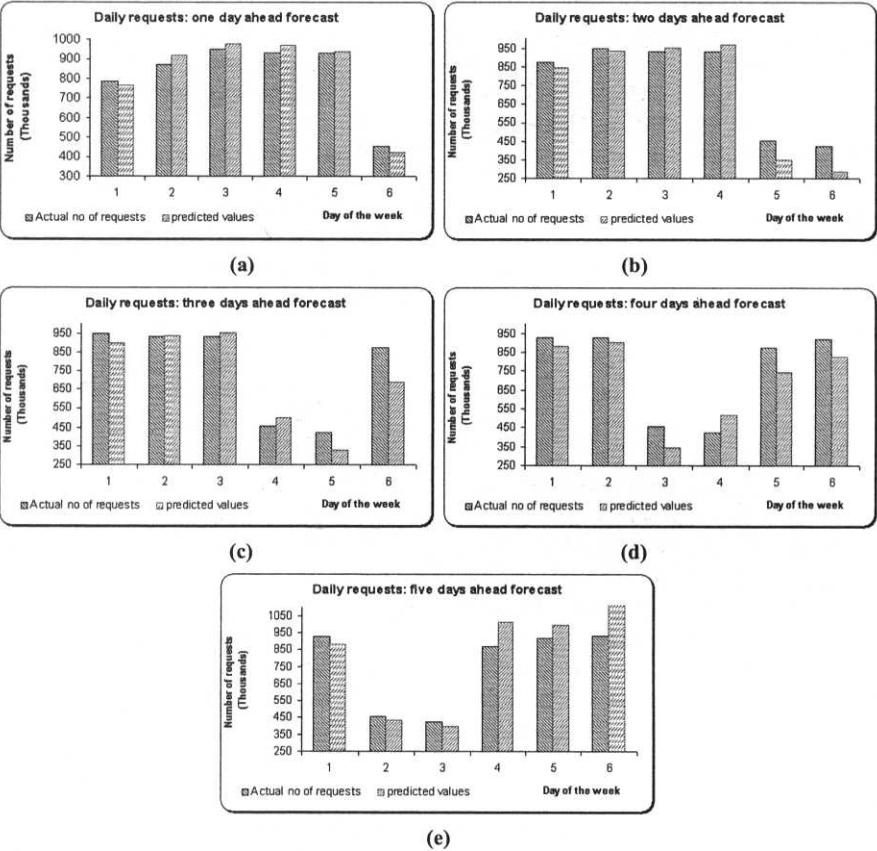 Daily requests: one day ahead forecast
Number of requests
(Thousands)
1000
900
800
700
600
500
400
300
1 2 3 4 5 6
Actual no of requests predicted values Day of the week
(a)
Daily requests: two days ahead forecast
Number of requests
(Thousands)
950
850
750
650
550
450
350
250
1 2 3 4 5 6
Actual no of requests predicted values Day of the week
(b)
Daily requests: three days ahead forecast
Number of requests
(Thousands)
950
850
750
650
550
450
350
250
1 2 3 4 5 6
Actual no of requests predicted values Day of the week
(c)
Daily requests: four days ahead forecast
Number of requests
(Thousands)
950
850
750
650
550
450
350
250
1 2 3 4 5 6
Actual no of requests predicted values Day of the week
(d)
Daily requests: five days ahead forecast
Number of requests
(Thousands)
1050
950
850
750
650
550
450
350
250
1 2 3 4 5 6
Actual no of requests predicted values Day of the week
(e)